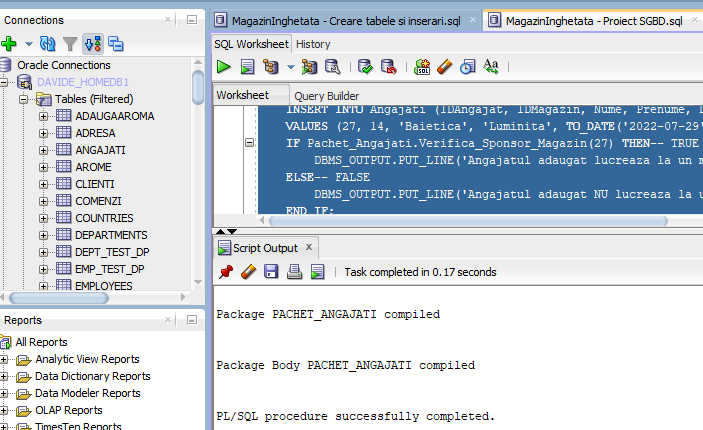 Connections
Oracle Connections
DAVIDE_HOMEDB1
Tables (Filtered)
ADAUGAAROMA
ADRESA
ANGAJATI
AROME
CLIENTI
COMENZI
COUNTRIES
DEPARTMENTS
DEPT_TEST_DP
EMP_TEST_DP
EMPLOYEES
Reports
All Reports
Analytic View Reports
Data Dictionary Reports
Data Modeler Reports
OLAP Reports
TimesTen Reports
MagazinInghetata - Creare tabele si inserari.sql
MagazinInghetata - Proiect SGBD.sql
SQL Worksheet History
Worksheet Query Builder
INSERT INTO Angajati (IDAngajat, IDMagazin, Nume, Prenume,
VALUES (27, 14, 'Baietica', 'Luminita', TO_DATE('2022-07-29'
IF Pachet_Angajati.Verifica_Sponsor_Magazin(27) THEN-- TRUE
DBMS_OUTPUT.PUT_LINE('Angajatul adaugat lucreaza la un
ELSE-- FALSE
DBMS_OUTPUT.PUT_LINE('Angajatul adaugat NU lucreaza la
END IF;
Script Output
Task completed in 0.17 seconds
Package PACHET_ANGAJATI compiled
Package Body PACHET_ANGAJATI compiled
PL/SQL procedure successfully completed.